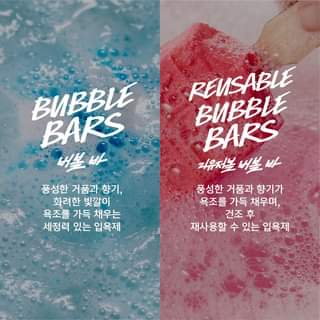 BUBBLE
BARS
버블 바
풍성한 거품과 향기,
화려한 빛깔이
욕조를 가득 채우는
세정력 있는 입욕제
REUSABLE
BUBBLE
BARS
리유저블 버블 바
풍성한 거품과 향기가
욕조를 가득 채우며,
건조 후
재사용할 수 있는 입욕제